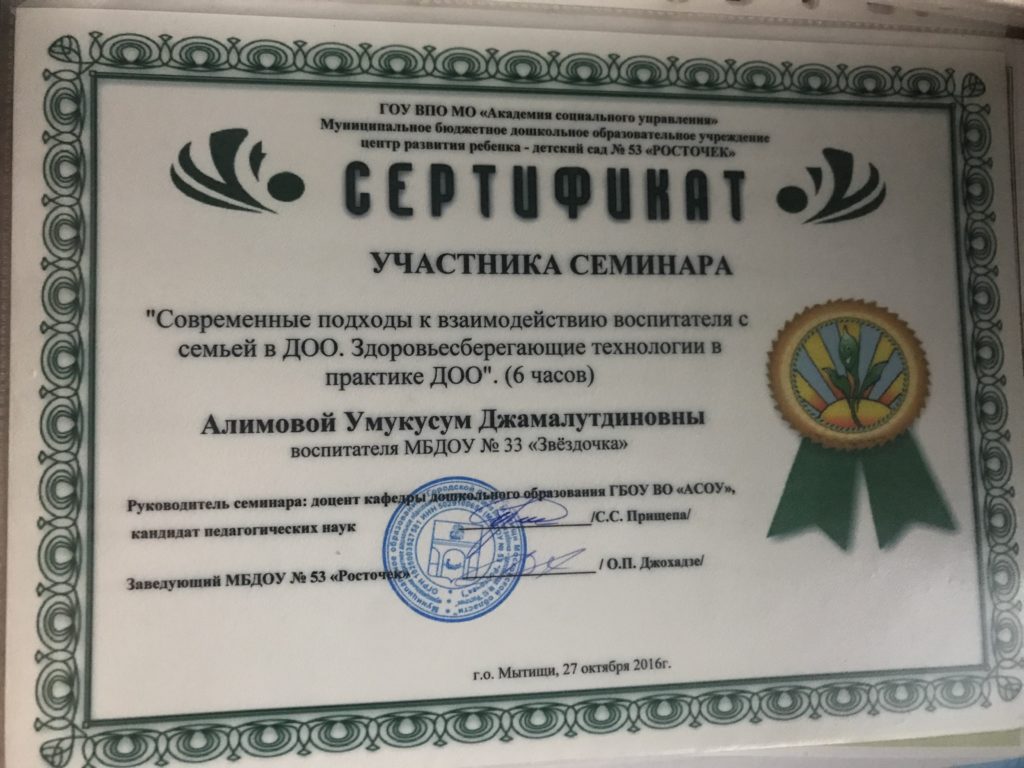 ГОУ ВПО МО «Академия социального управления»
Муниципальное бюджетное дошкольное образовательное учреждение
центр развития ребенка - детский сад № 53 «РОСТОЧЕК»
СЕРТИФИКАТ
УЧАСТНИКА СЕМИНАРА
"Современные подходы к взаимодействию воспитателя с
семьей в ДОО. Здоровьесберегающие технологии в
практике ДОО". (6 часов)
Алимовой Умукусум Джамалутдиновны
воспитателя МБДОУ № 33 «Звёздочка»
Руководитель семинара: доцент кафедры дошкольного образования ГБОУ ВО «АСОУ»,
кандидат педагогических наук /С.С. Прищепа/
Заведующий МБДОУ № 53 «Росточек» / О.П. Джохадзе/
г.о. Мытищи, 27 октября 2016г.